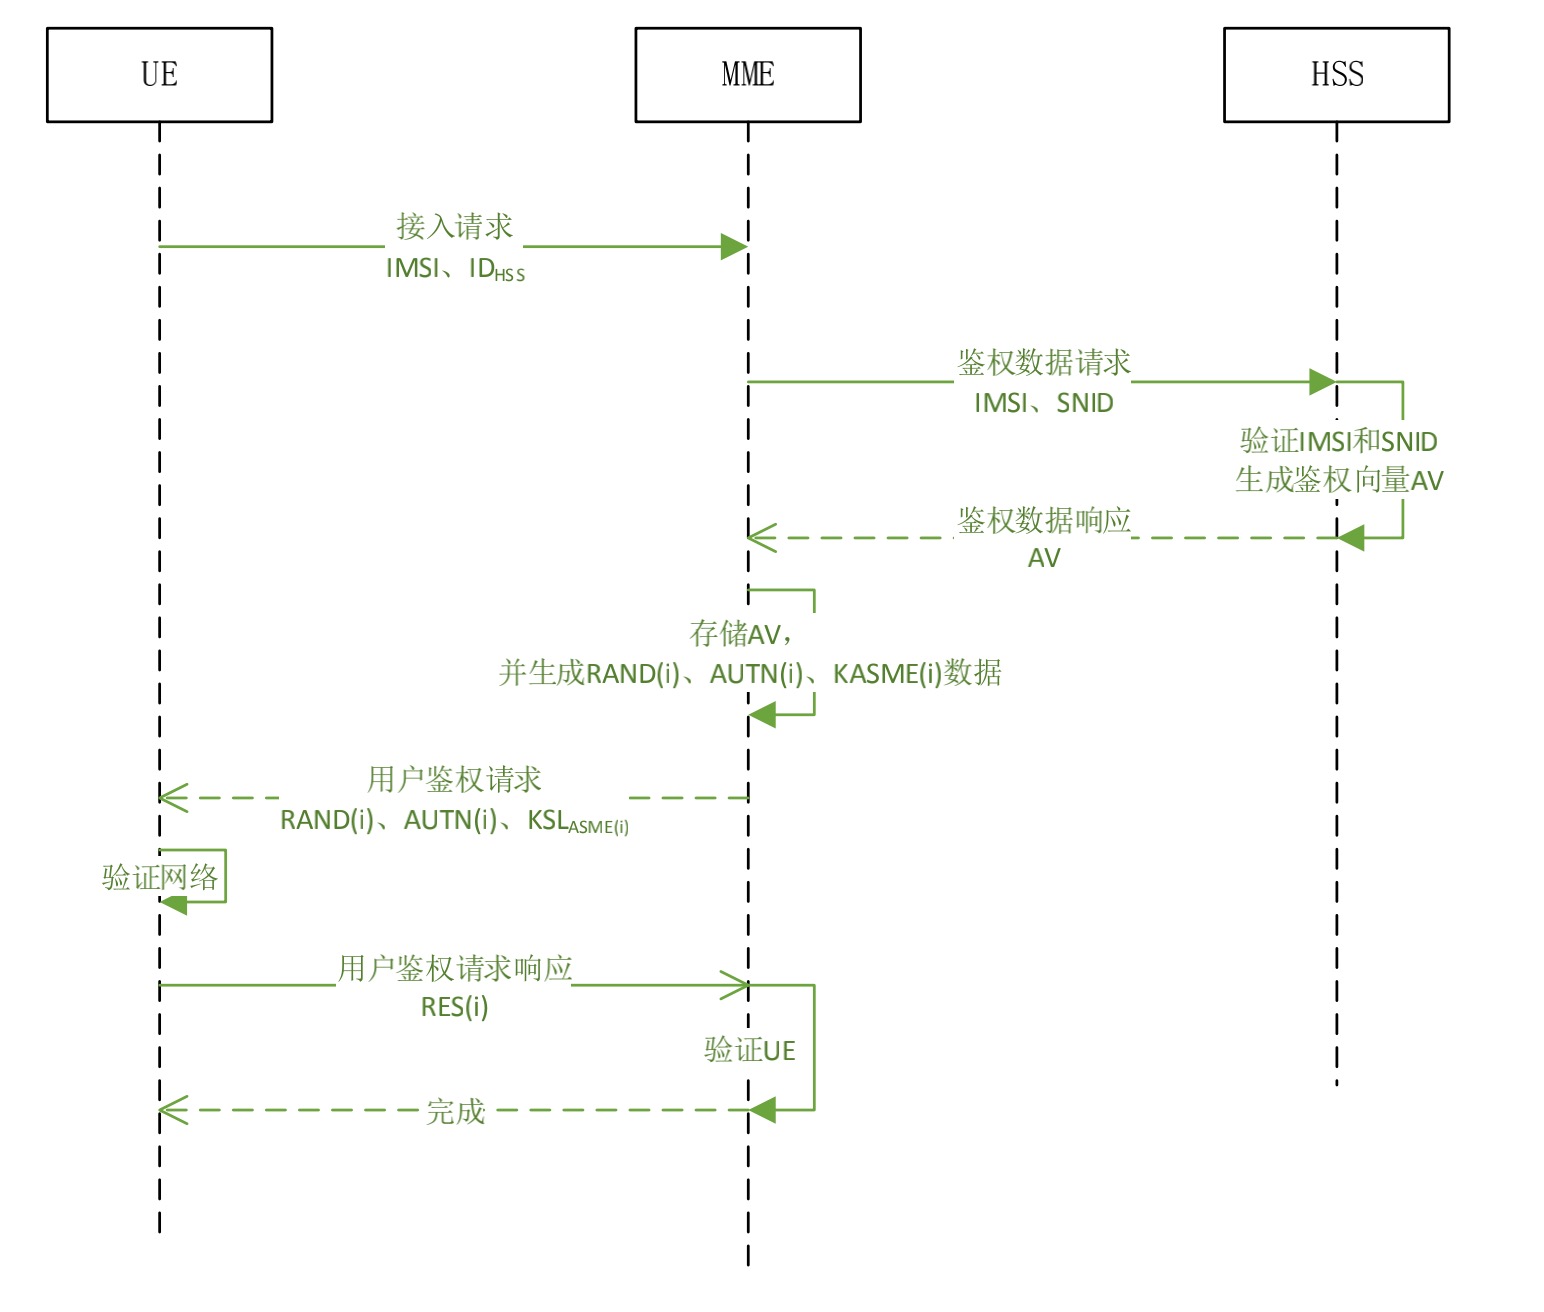 UE
MME
HSS
接入请求
IMSI、IDHSS
鉴权数据请求
IMSI、SNID
验证IMSI和SNID
生成鉴权向量AV
鉴权数据响应
AV
存储AV，
并生成RAND(i)、AUTN(i)、KASME(i)数据
用户鉴权请求
RAND(i)、AUTN(i)、KSLASME(i)
验证网络
用户鉴权请求响应
RES(i)
验证UE
完成